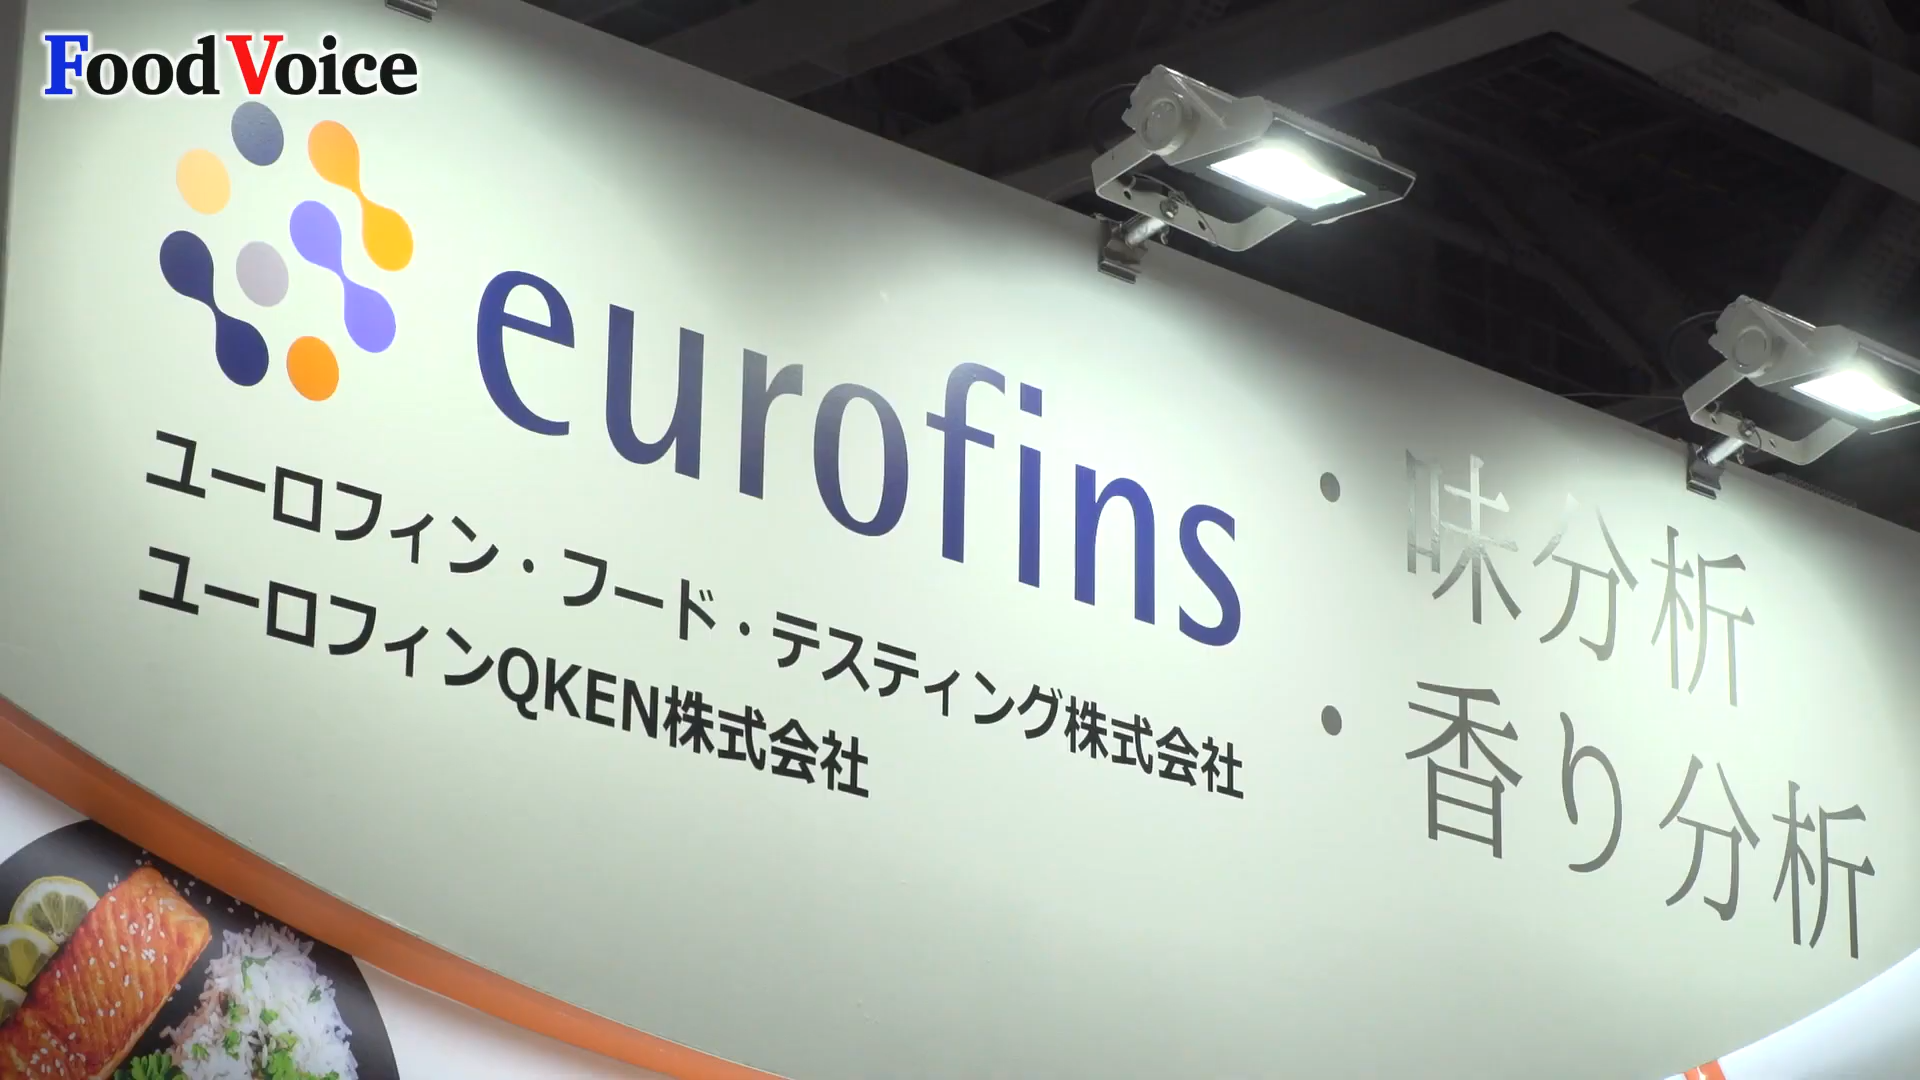 FoodVoice
eurofins
ユーロフィン・フード・テスティング株式会社
ユーロフィンQKEN株式会社
・味分析
・香り分析